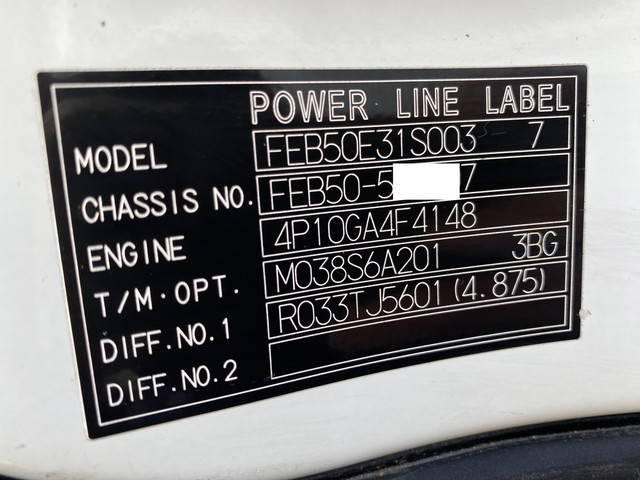 POWER LINE LABEL
MODEL FEB50E31S003 7
CHASSIS NO. FEB50-5 7
ENGINE 4P10GA4F4148
T/M·OPT. M038S6A201 3BG
DIFF.NO.1 R033TJ5601(4.875)
DIFF.NO.2